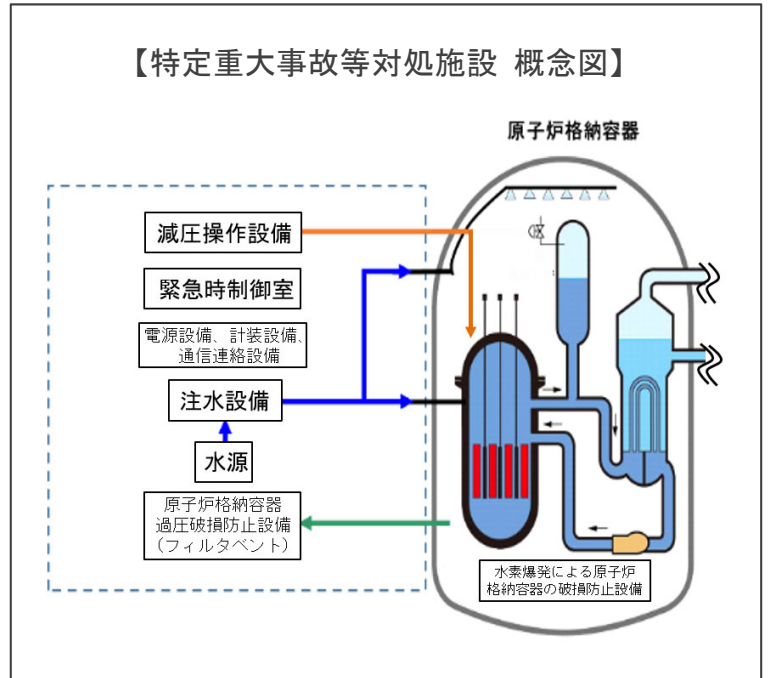 【特定重大事故等対処施設 概念図】
原子炉格納容器
減圧操作設備
緊急時制御室
電源設備、計装設備、
通信連絡設備
注水設備
水源
原子炉格納容器
過圧破損防止設備
（フィルタベント）
水素爆発による原子炉
格納容器の破損防止設備